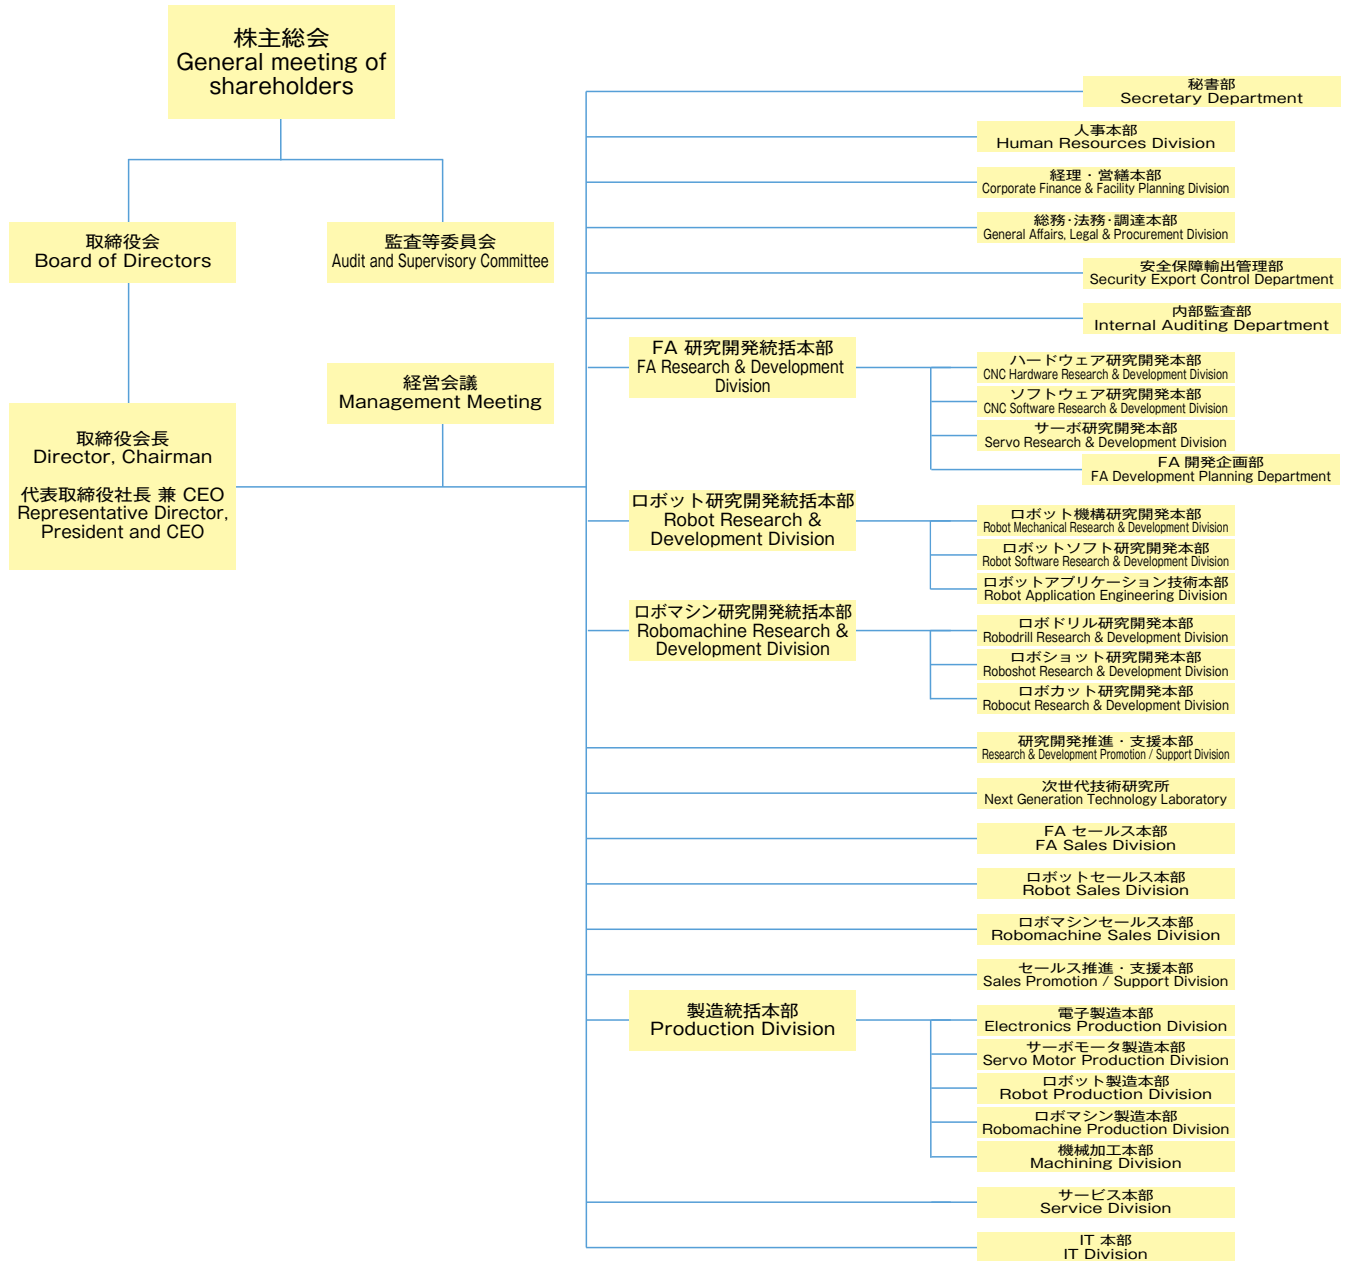 株主総会
General meeting of
shareholders
取締役会
Board of Directors
監査等委員会
Audit and Supervisory Committee
経営会議
Management Meeting
取締役会長
Director, Chairman
代表取締役社長 兼 CEO
Representative Director,
President and CEO
秘書部
Secretary Department
人事本部
Human Resources Division
経理・営繕本部
Corporate Finance & Facility Planning Division
総務・法務・調達本部
General Affairs, Legal & Procurement Division
安全保障輸出管理部
Security Export Control Department
内部監査部
Internal Auditing Department
FA 研究開発統括本部
FA Research & Development
Division
ハードウェア研究開発本部
CNC Hardware Research & Development Division
ソフトウェア研究開発本部
CNC Software Research & Development Division
サーボ研究開発本部
Servo Research & Development Division
FA 開発企画部
FA Development Planning Department
ロボット研究開発統括本部
Robot Research &
Development Division
ロボット機構研究開発本部
Robot Mechanical Research & Development Division
ロボットソフト研究開発本部
Robot Software Research & Development Division
ロボットアプリケーション技術本部
Robot Application Engineering Division
ロボマシン研究開発統括本部
Robomachine Research &
Development Division
ロボドリル研究開発本部
Robodrill Research & Development Division
ロボショット研究開発本部
Roboshot Research & Development Division
ロボカット研究開発本部
Robocut Research & Development Division
研究開発推進・支援本部
Research & Development Promotion / Support Division
次世代技術研究所
Next Generation Technology Laboratory
FA セールス本部
FA Sales Division
ロボットセールス本部
Robot Sales Division
ロボマシンセールス本部
Robomachine Sales Division
セールス推進・支援本部
Sales Promotion / Support Division
製造統括本部
Production Division
電子製造本部
Electronics Production Division
サーボモータ製造本部
Servo Motor Production Division
ロボット製造本部
Robot Production Division
ロボマシン製造本部
Robomachine Production Division
機械加工本部
Machining Division
サービス本部
Service Division
IT 本部
IT Division